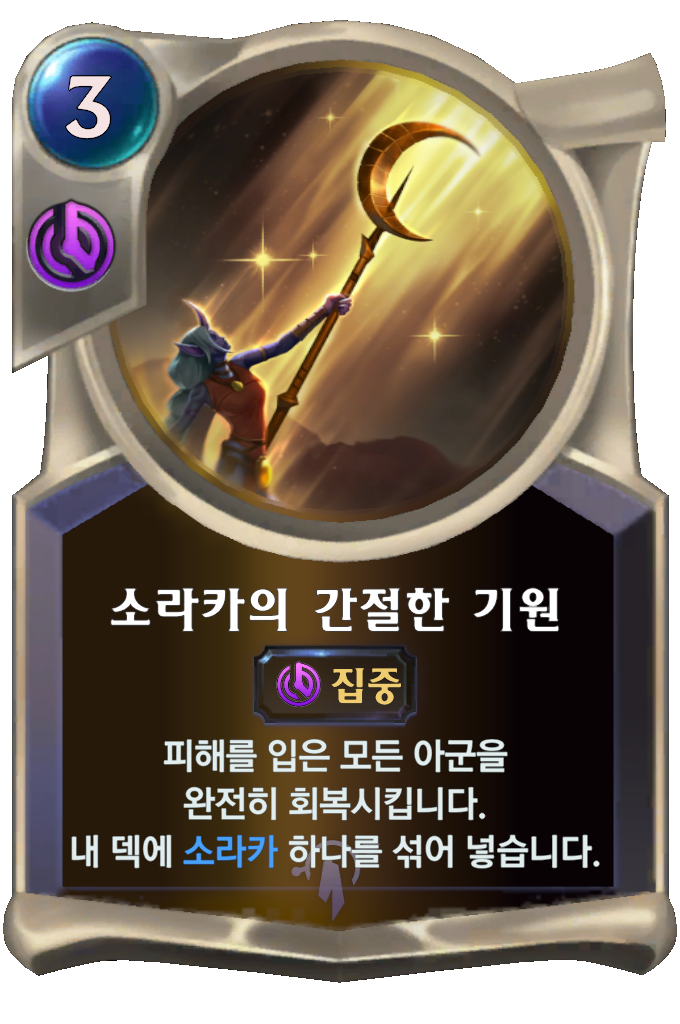 3
소라카의 간절한 기원
집중
피해를 입은 모든 아군을
완전히 회복시킵니다.
내 덱에 소라카 하나를 섞어 넣습니다.